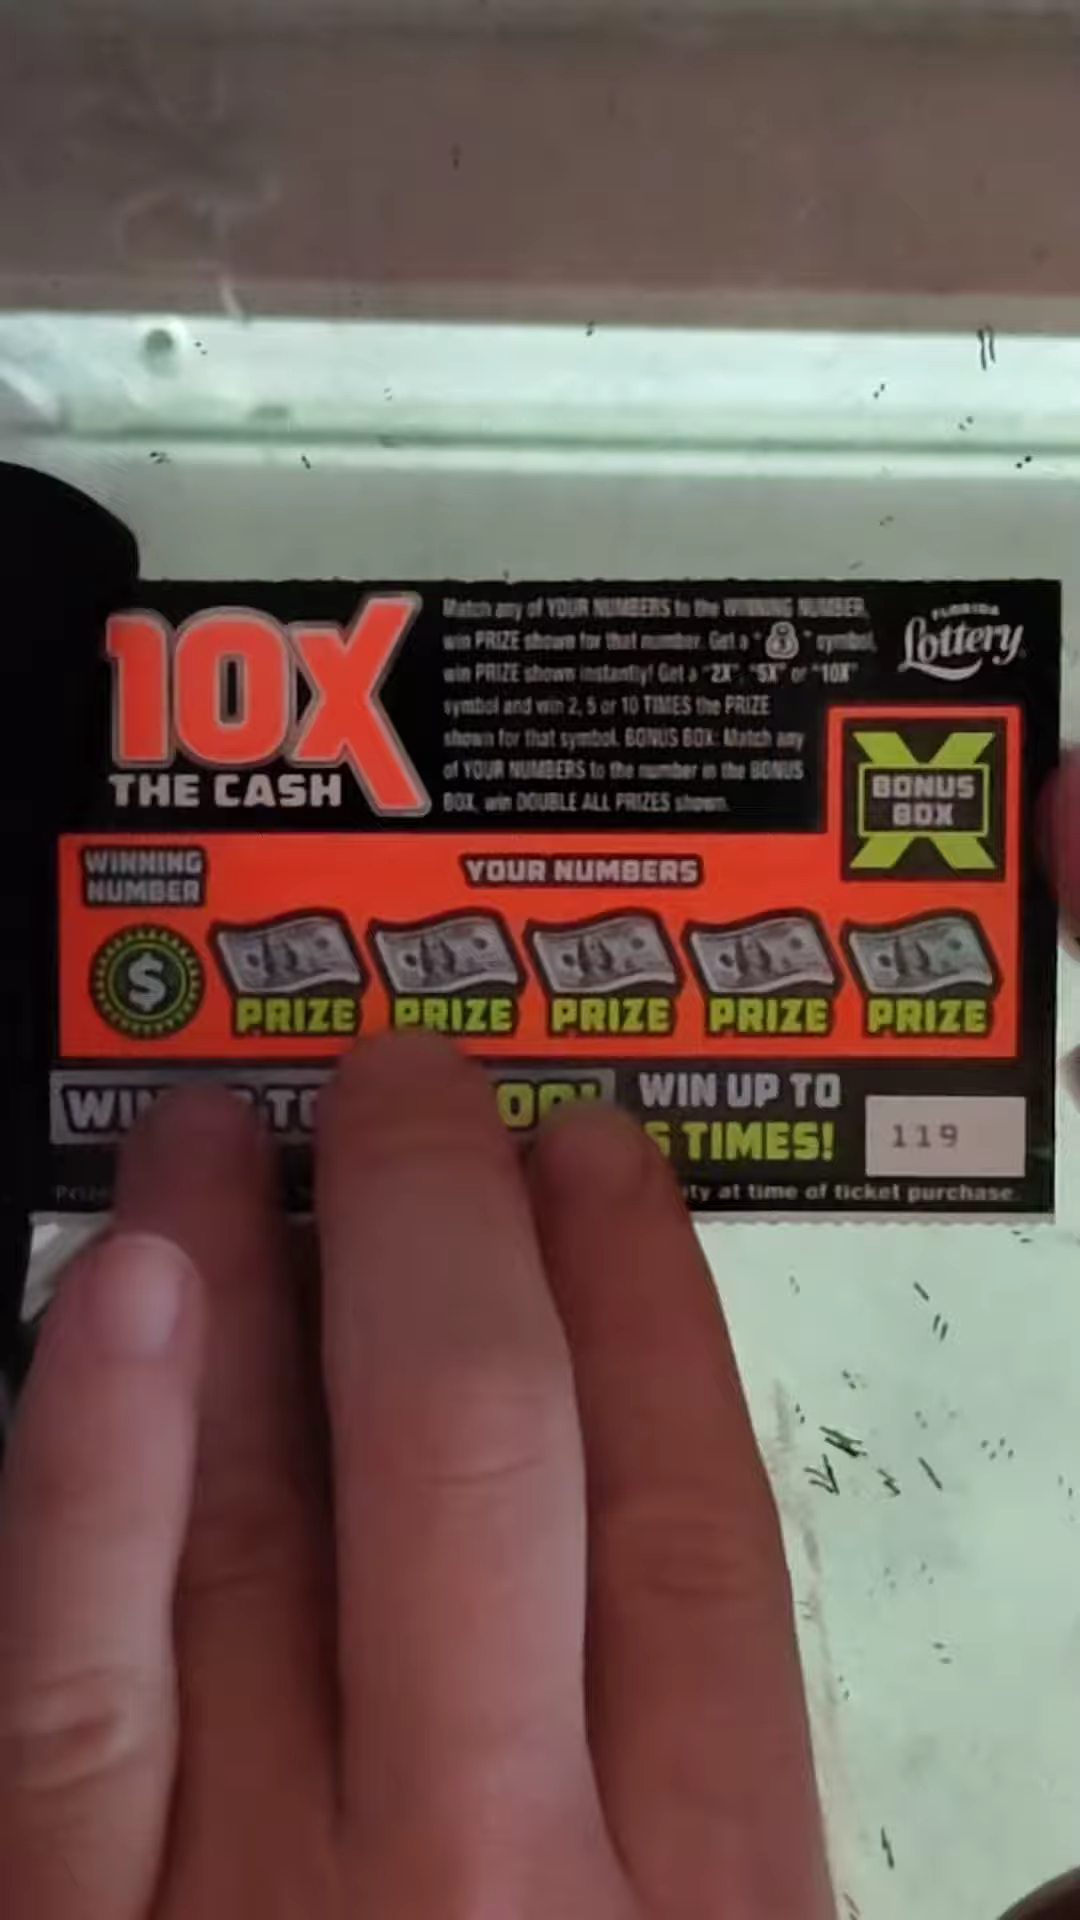 10X
THE CASH
Match any of YOUR NUMBERS to the WINNING NUMBER,
win PRIZE shown for that number. Get a " " symbol,
win PRIZE shown instantly! Get a "2X", "5X" or "10X"
symbol and win 2, 5 or 10 TIMES the PRIZE
shown for that symbol. BONUS BOX: Match any
of YOUR NUMBERS to the number in the BONUS
BOX, win DOUBLE ALL PRIZES shown.
FLORIDA
Lottery
X
BONUS
BOX
WINNING
NUMBER
YOUR NUMBERS
$
PRIZE PRIZE PRIZE PRIZE PRIZE
WIN TO
WIN UP TO
TIMES!
119
at time of ticket purchase.